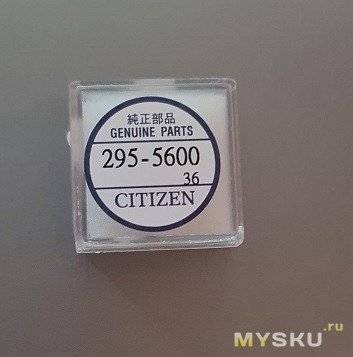 純正部品
GENUINE PARTS
295-5600
36
CITIZEN
MYSKU.ru